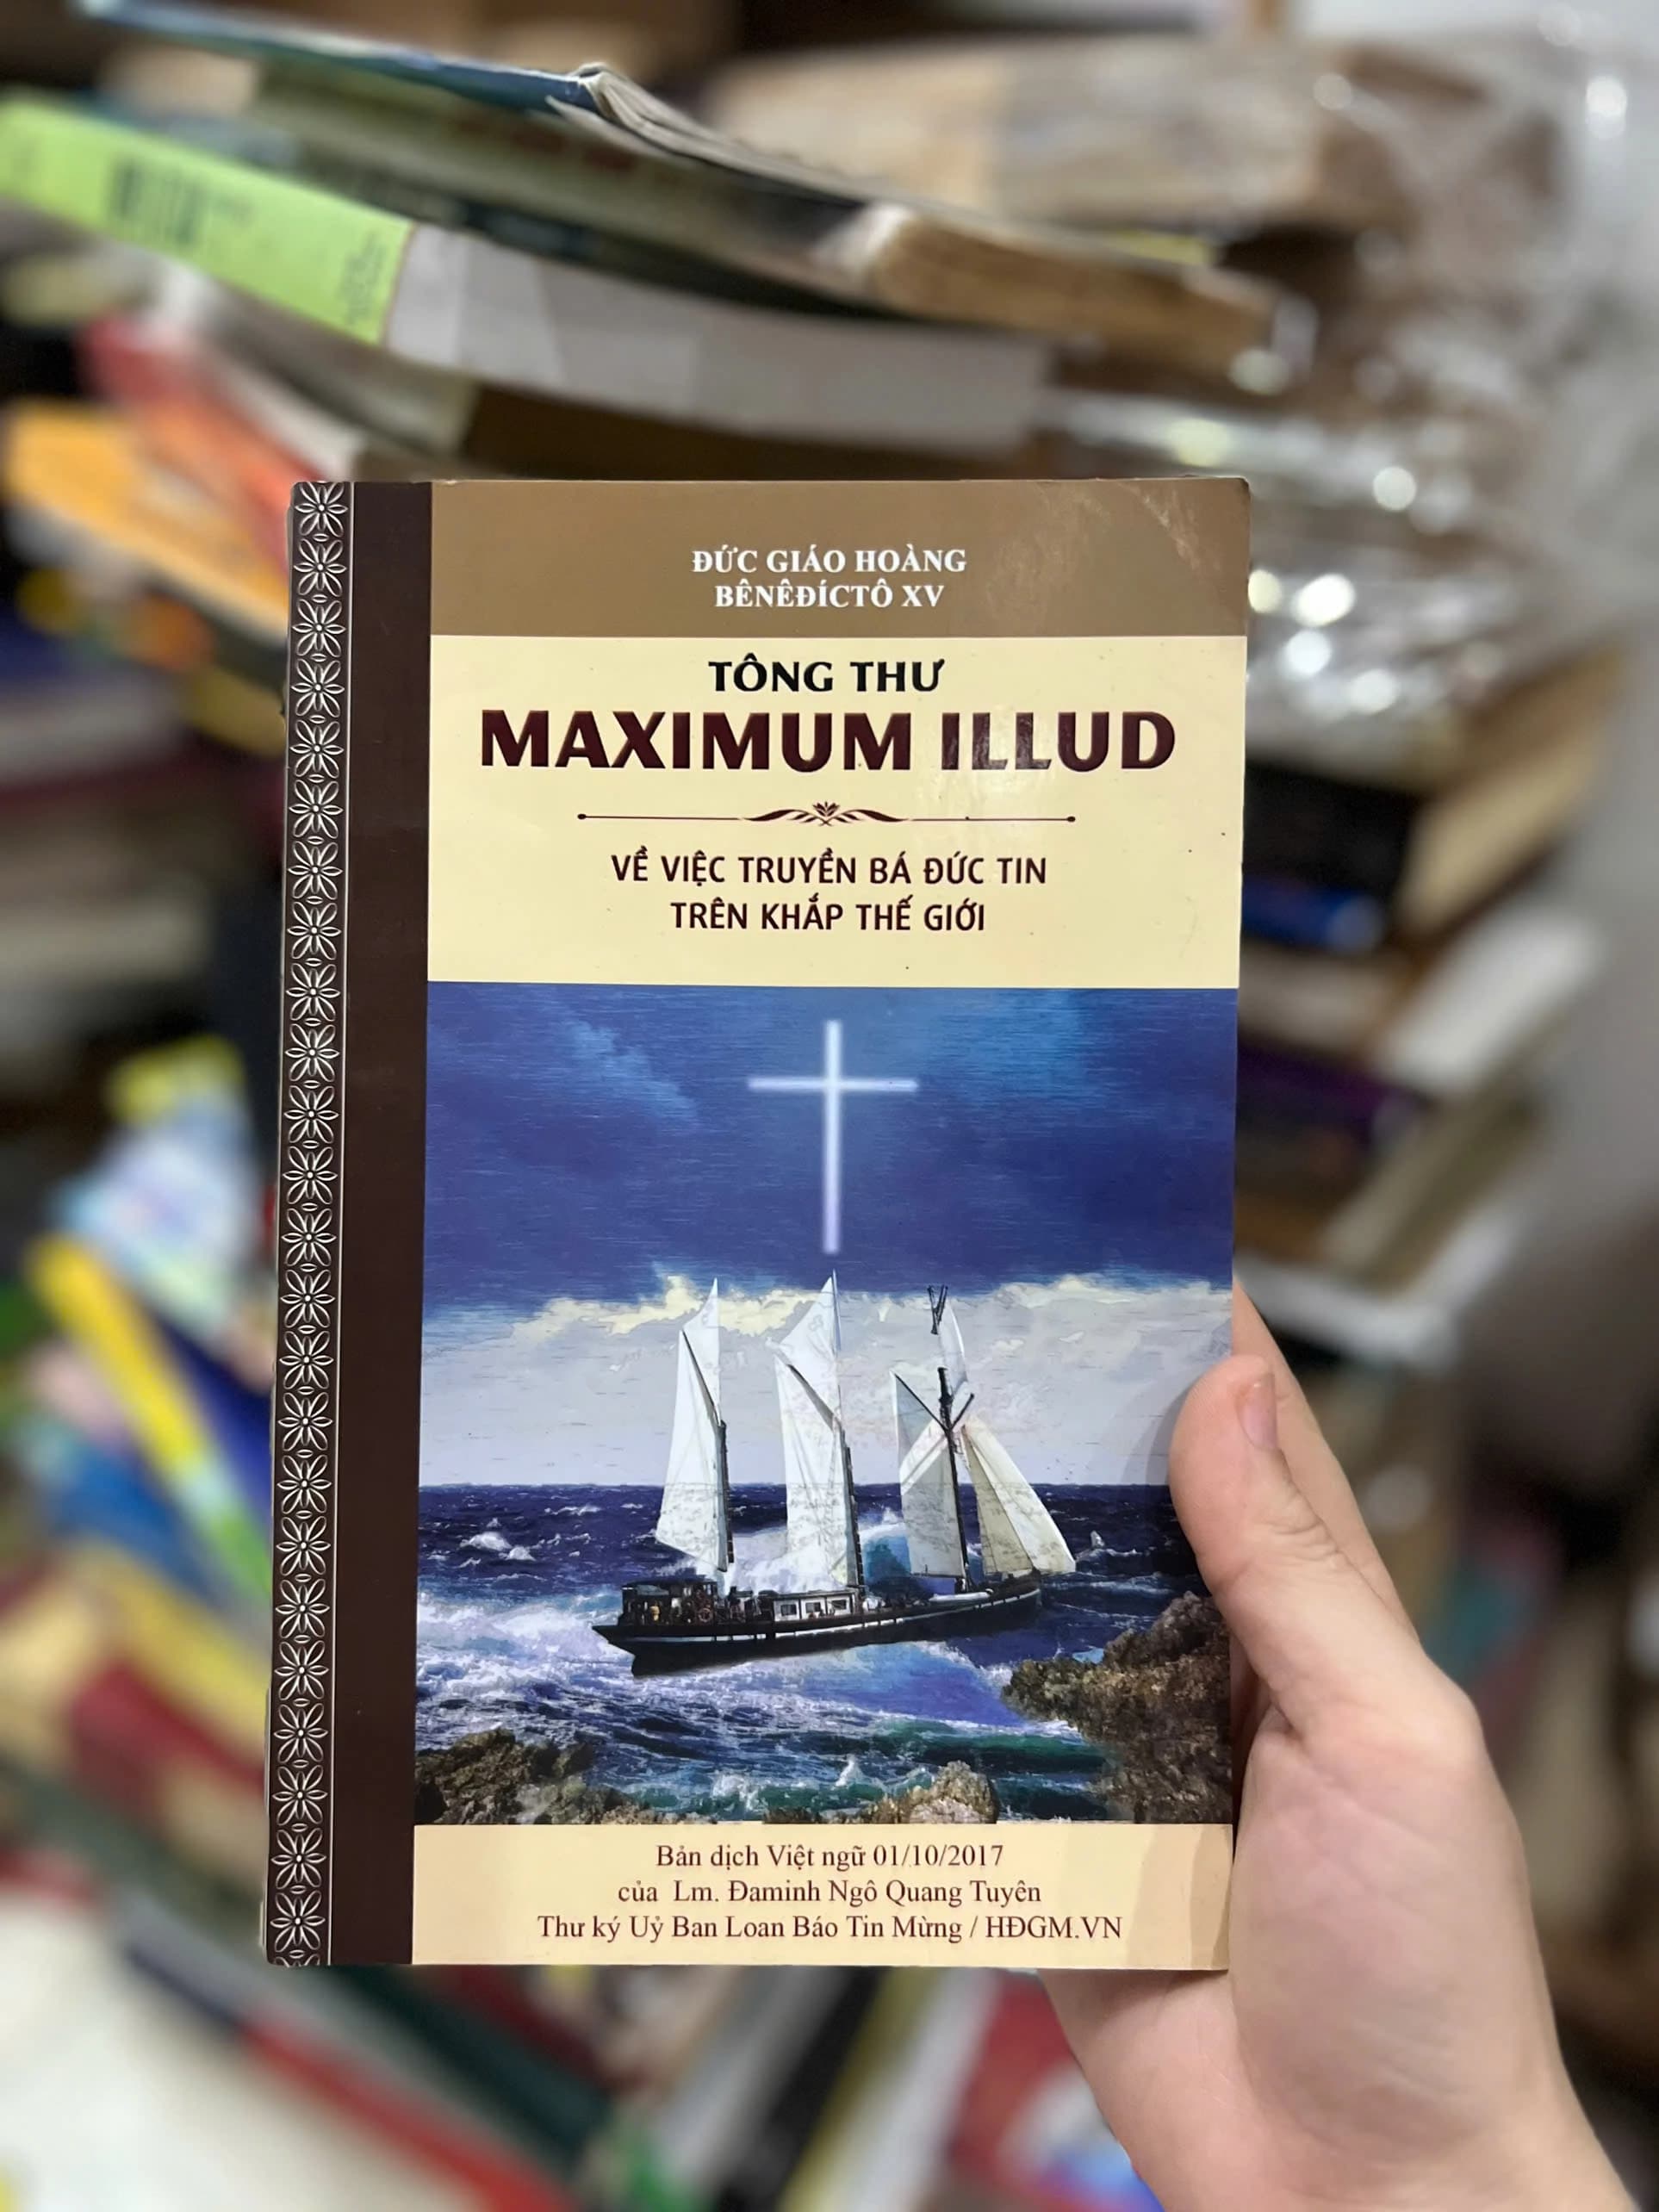 ĐỨC GIÁO HOÀNG
BÊNÊĐÍCTÔ XV
TÔNG THƯ
MAXIMUM ILLUD
VỀ VIỆC TRUYỀN BÁ ĐỨC TIN
TRÊN KHẮP THẾ GIỚI
Bản dịch Việt ngữ 01/10/2017
của Lm. Đaminh Ngô Quang Tuyên
Thư ký Uỷ Ban Loan Báo Tin Mừng / HĐGM.VN